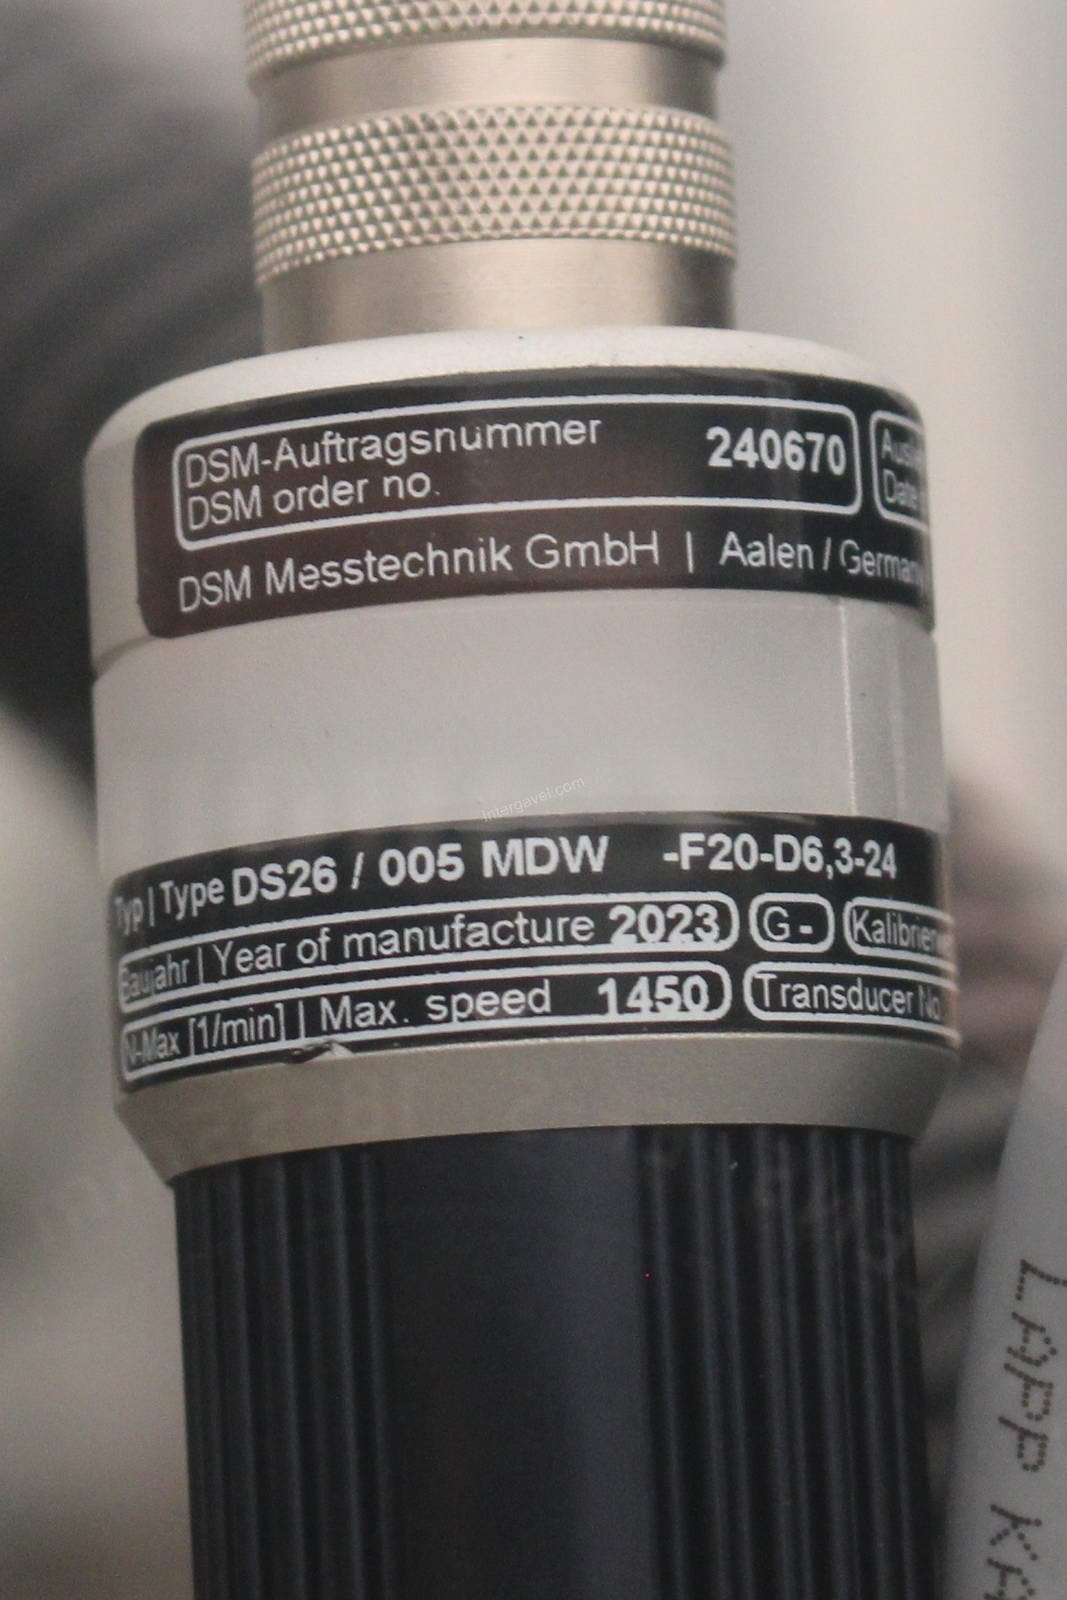 DSM-Auftragsnummer 240670
DSM order no.
Date
DSM Messtechnik GmbH | Aalen / Germany
intergavel.com
Typ | Type DS26 / 005 MDW -F20-D6,3-24
Baujahr | Year of manufacture 2023 G -
N-Max [1/min] | Max. speed 1450 Transducer No.
LAPP